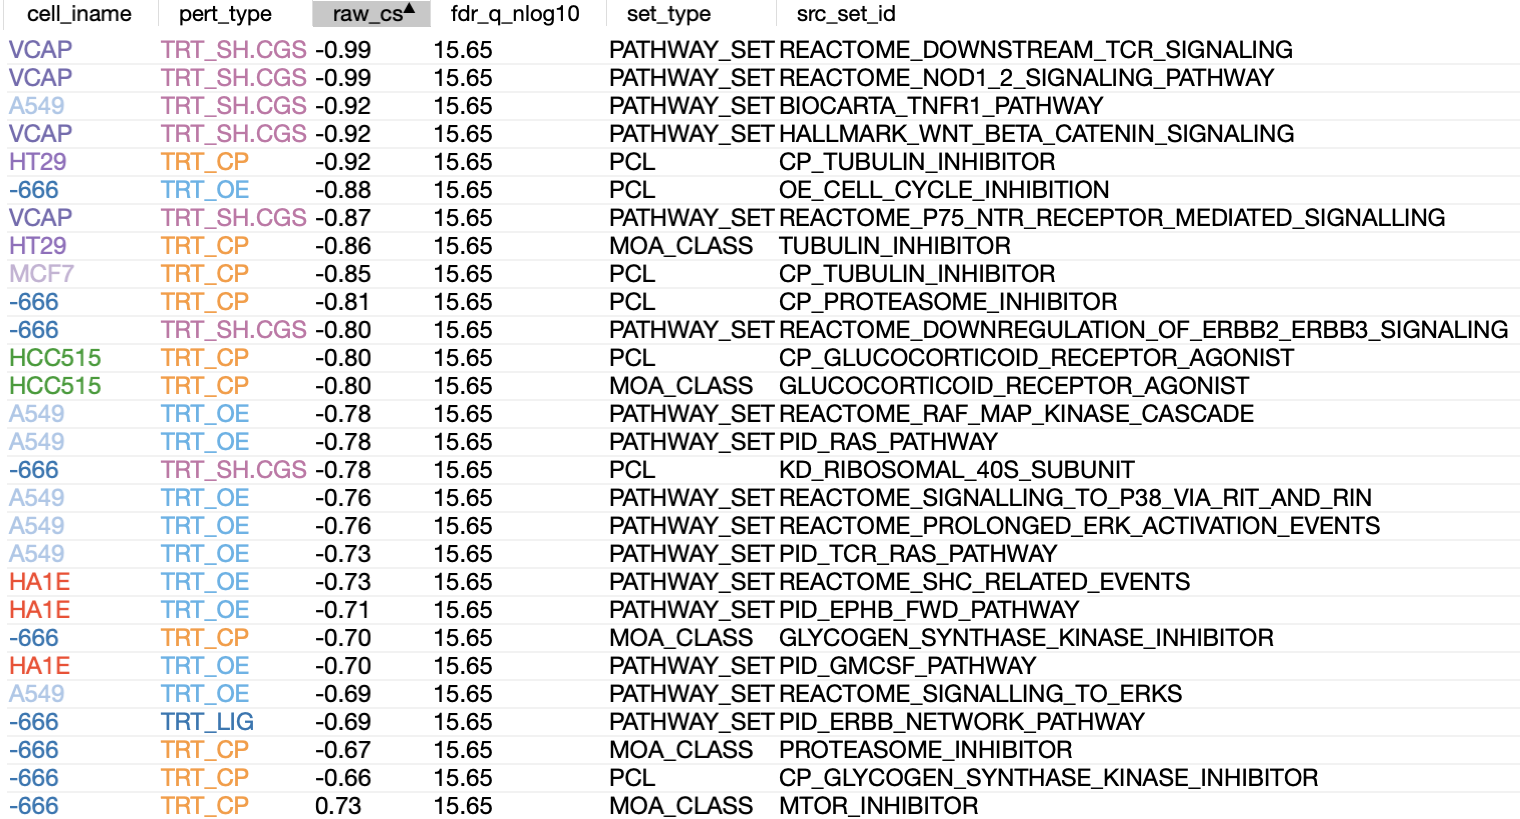 cell_iname pert_type raw_cs▲ fdr_q_nlog10 set_type src_set_id
VCAP TRT_SH.CGS -0.99 15.65 PATHWAY_SET REACTOME_DOWNSTREAM_TCR_SIGNALING
VCAP TRT_SH.CGS -0.99 15.65 PATHWAY_SET REACTOME_NOD1_2_SIGNALING_PATHWAY
A549 TRT_SH.CGS -0.92 15.65 PATHWAY_SET BIOCARTA_TNFR1_PATHWAY
VCAP TRT_SH.CGS -0.92 15.65 PATHWAY_SET HALLMARK_WNT_BETA_CATENIN_SIGNALING
HT29 TRT_CP -0.92 15.65 PCL CP_TUBULIN_INHIBITOR
-666 TRT_OE -0.88 15.65 PCL OE_CELL_CYCLE_INHIBITION
VCAP TRT_SH.CGS -0.87 15.65 PATHWAY_SET REACTOME_P75_NTR_RECEPTOR_MEDIATED_SIGNALLING
HT29 TRT_CP -0.86 15.65 MOA_CLASS TUBULIN_INHIBITOR
MCF7 TRT_CP -0.85 15.65 PCL CP_TUBULIN_INHIBITOR
-666 TRT_CP -0.81 15.65 PCL CP_PROTEASOME_INHIBITOR
-666 TRT_SH.CGS -0.80 15.65 PATHWAY_SET REACTOME_DOWNREGULATION_OF_ERBB2_ERBB3_SIGNALING
HCC515 TRT_CP -0.80 15.65 PCL CP_GLUCOCORTICOID_RECEPTOR_AGONIST
HCC515 TRT_CP -0.80 15.65 MOA_CLASS GLUCOCORTICOID_RECEPTOR_AGONIST
A549 TRT_OE -0.78 15.65 PATHWAY_SET REACTOME_RAF_MAP_KINASE_CASCADE
A549 TRT_OE -0.78 15.65 PATHWAY_SET PID_RAS_PATHWAY
-666 TRT_SH.CGS -0.78 15.65 PCL KD_RIBOSOMAL_40S_SUBUNIT
A549 TRT_OE -0.76 15.65 PATHWAY_SET REACTOME_SIGNALLING_TO_P38_VIA_RIT_AND_RIN
A549 TRT_OE -0.76 15.65 PATHWAY_SET REACTOME_PROLONGED_ERK_ACTIVATION_EVENTS
A549 TRT_OE -0.73 15.65 PATHWAY_SET PID_TCR_RAS_PATHWAY
HA1E TRT_OE -0.73 15.65 PATHWAY_SET REACTOME_SHC_RELATED_EVENTS
HA1E TRT_OE -0.71 15.65 PATHWAY_SET PID_EPHB_FWD_PATHWAY
-666 TRT_CP -0.70 15.65 MOA_CLASS GLYCOGEN_SYNTHASE_KINASE_INHIBITOR
HA1E TRT_OE -0.70 15.65 PATHWAY_SET PID_GMCSF_PATHWAY
A549 TRT_OE -0.69 15.65 PATHWAY_SET REACTOME_SIGNALLING_TO_ERKS
-666 TRT_LIG -0.69 15.65 PATHWAY_SET PID_ERBB_NETWORK_PATHWAY
-666 TRT_CP -0.67 15.65 MOA_CLASS PROTEASOME_INHIBITOR
-666 TRT_CP -0.66 15.65 PCL CP_GLYCOGEN_SYNTHASE_KINASE_INHIBITOR
-666 TRT_CP 0.73 15.65 MOA_CLASS MTOR_INHIBITOR